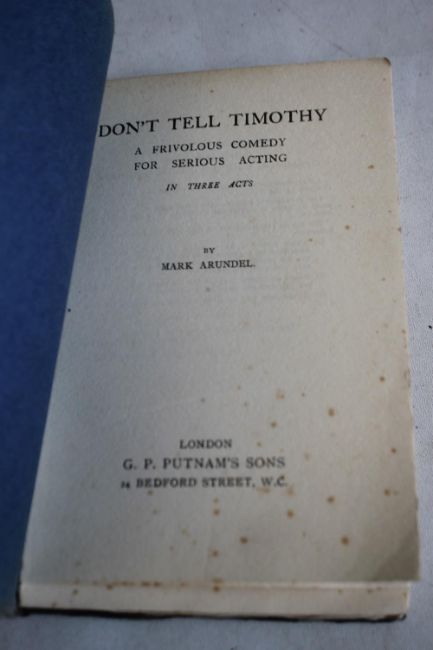 DON'T TELL TIMOTHY
A FRIVOLOUS COMEDY
FOR SERIOUS ACTING
IN THREE ACTS
BY
MARK ARUNDEL.
LONDON
G. P. PUTNAM'S SONS
24 BEDFORD STREET, W.C.